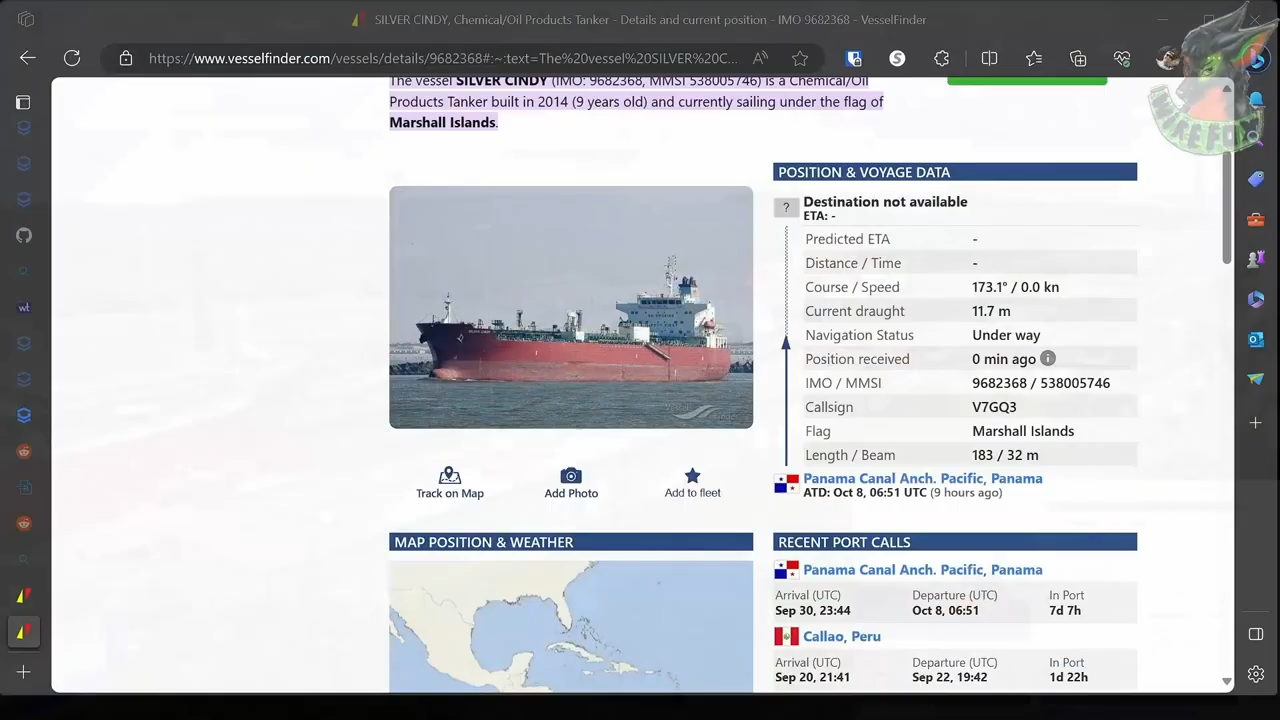 SILVER CINDY, Chemical/Oil Products Tanker - Details and current position - IMO 9682368 - VesselFinder
https://www.vesselfinder.com/vessels/details/9682368#:~:text=The%20vessel%20SILVER%20C...
The vessel SILVER CINDY (IMO: 9682368, MMSI 538005746) is a Chemical/Oil
Products Tanker built in 2014 (9 years old) and currently sailing under the flag of
Marshall Islands.
POSITION & VOYAGE DATA
? Destination not available
ETA: -
Predicted ETA -
Distance / Time -
Course / Speed 173.1° / 0.0 kn
Current draught 11.7 m
Navigation Status Under way
Position received 0 min ago
IMO / MMSI 9682368 / 538005746
Callsign V7GQ3
Flag Marshall Islands
Length / Beam 183 / 32 m
Panama Canal Anch. Pacific, Panama
ATD: Oct 8, 06:51 UTC (9 hours ago)
Track on Map Add Photo Add to fleet
MAP POSITION & WEATHER
RECENT PORT CALLS
Panama Canal Anch. Pacific, Panama
Arrival (UTC) Departure (UTC) In Port
Sep 30, 23:44 Oct 8, 06:51 7d 7h
Callao, Peru
Arrival (UTC) Departure (UTC) In Port
Sep 20, 21:41 Sep 22, 19:42 1d 22h